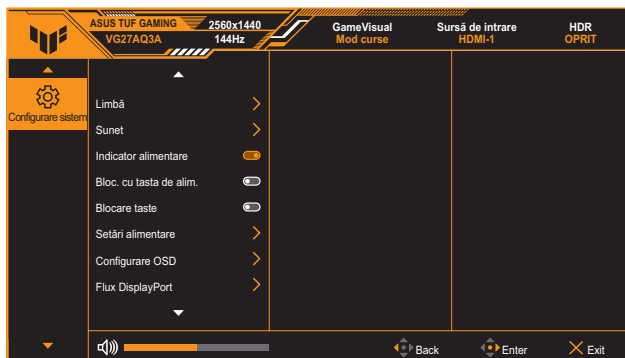 ASUS TUF GAMING
VG27AQ3A
2560x1440
144Hz
GameVisual
Mod curse
Sursă de intrare
HDMI-1
HDR
OPRIT
Configurare sistem
Limbă
Sunet
Indicator alimentare
Bloc. cu tasta de alim.
Blocare taste
Setări alimentare
Configurare OSD
Flux DisplayPort
Back
Enter
Exit